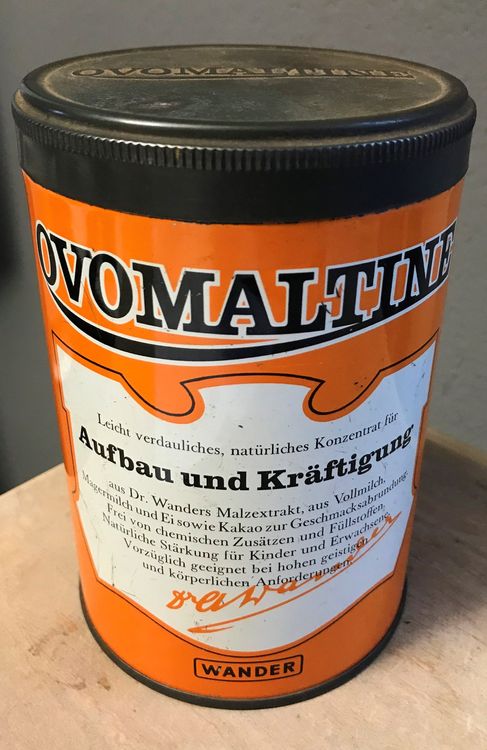 OVOMALTINE
OVOMALTINE
Leicht verdauliches, natürliches Konzentrat für
Aufbau und Kräftigung
aus Dr. Wanders Malzextrakt, aus Vollmilch,
Magermilch und Ei sowie Kakao zur Geschmacksabrundung.
Frei von chemischen Zusätzen und Füllstoffen.
Natürliche Stärkung für Kinder und Erwachsene.
Vorzüglich geeignet bei hohen geistigen
und körperlichen Anforderungen.
Dr A Wander
WANDER